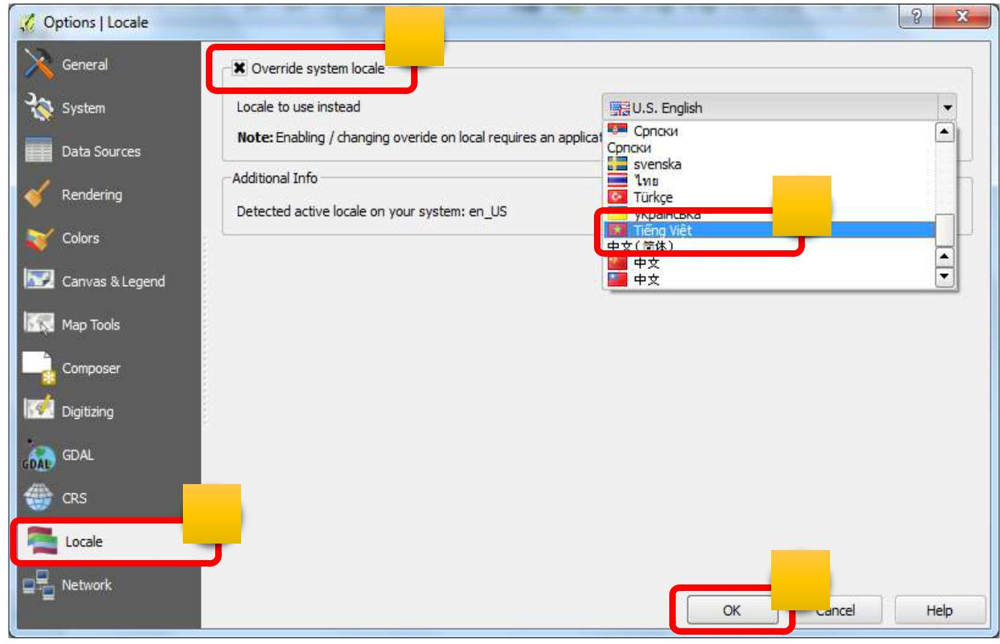 Options | Locale
?
General
System
Data Sources
Rendering
Colors
Canvas & Legend
Map Tools
Composer
Digitizing
GDAL
GDAL
CRS
Locale
Network
Override system locale
Locale to use instead
U.S. English
Note: Enabling / changing overide on local requires an applicat
Српски
Српски
svenska
ไทย
Türkçe
українська
Tiếng Việt
中文(简体)
中文
中文
Additional Info
Detected active locale on your system: en_US
OK
Cancel
Help